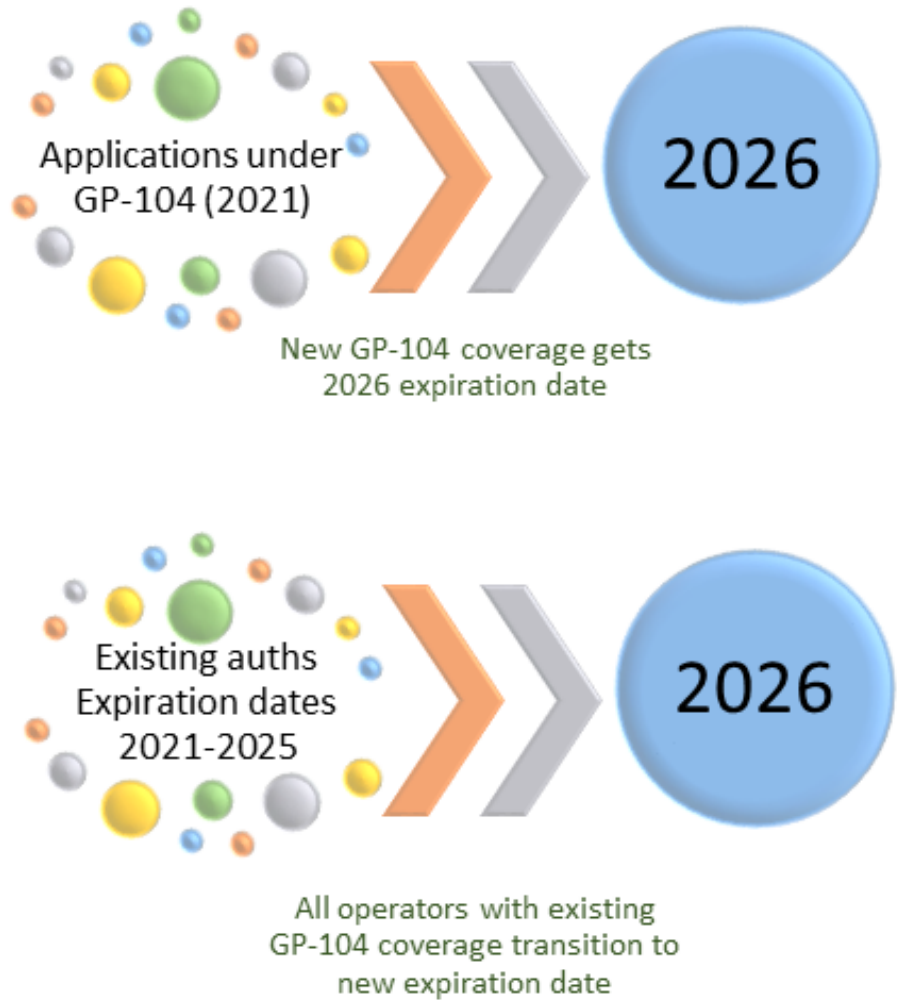 Applications under
GP-104 (2021)
2026
New GP-104 coverage gets
2026 expiration date
Existing auths
Expiration dates
2021-2025
2026
All operators with existing
GP-104 coverage transition to
new expiration date